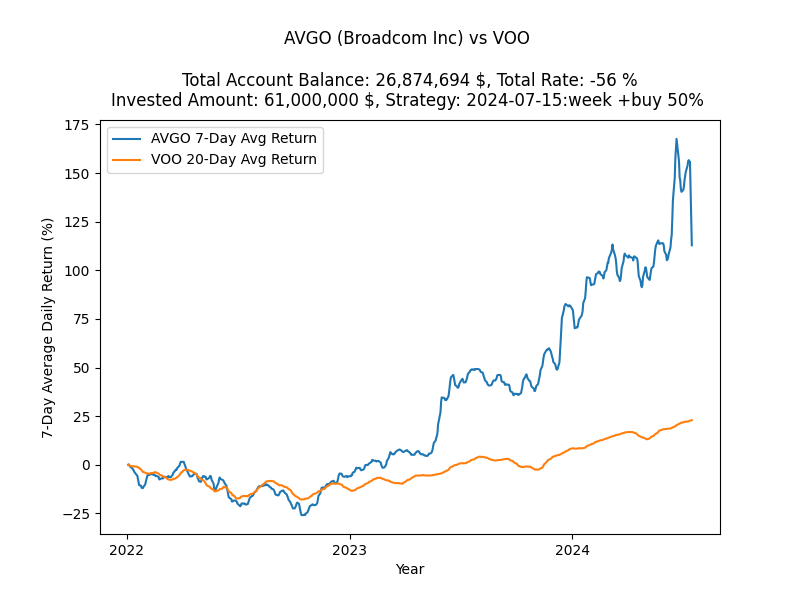 AVGO (Broadcom Inc) vs VOO
Total Account Balance: 26,874,694 $, Total Rate: -56 %
Invested Amount: 61,000,000 $, Strategy: 2024-07-15:week +buy 50%
AVGO 7-Day Avg Return
VOO 20-Day Avg Return
7-Day Average Daily Return (%)
175
150
125
100
75
50
25
0
−25
2022
2023
2024
Year